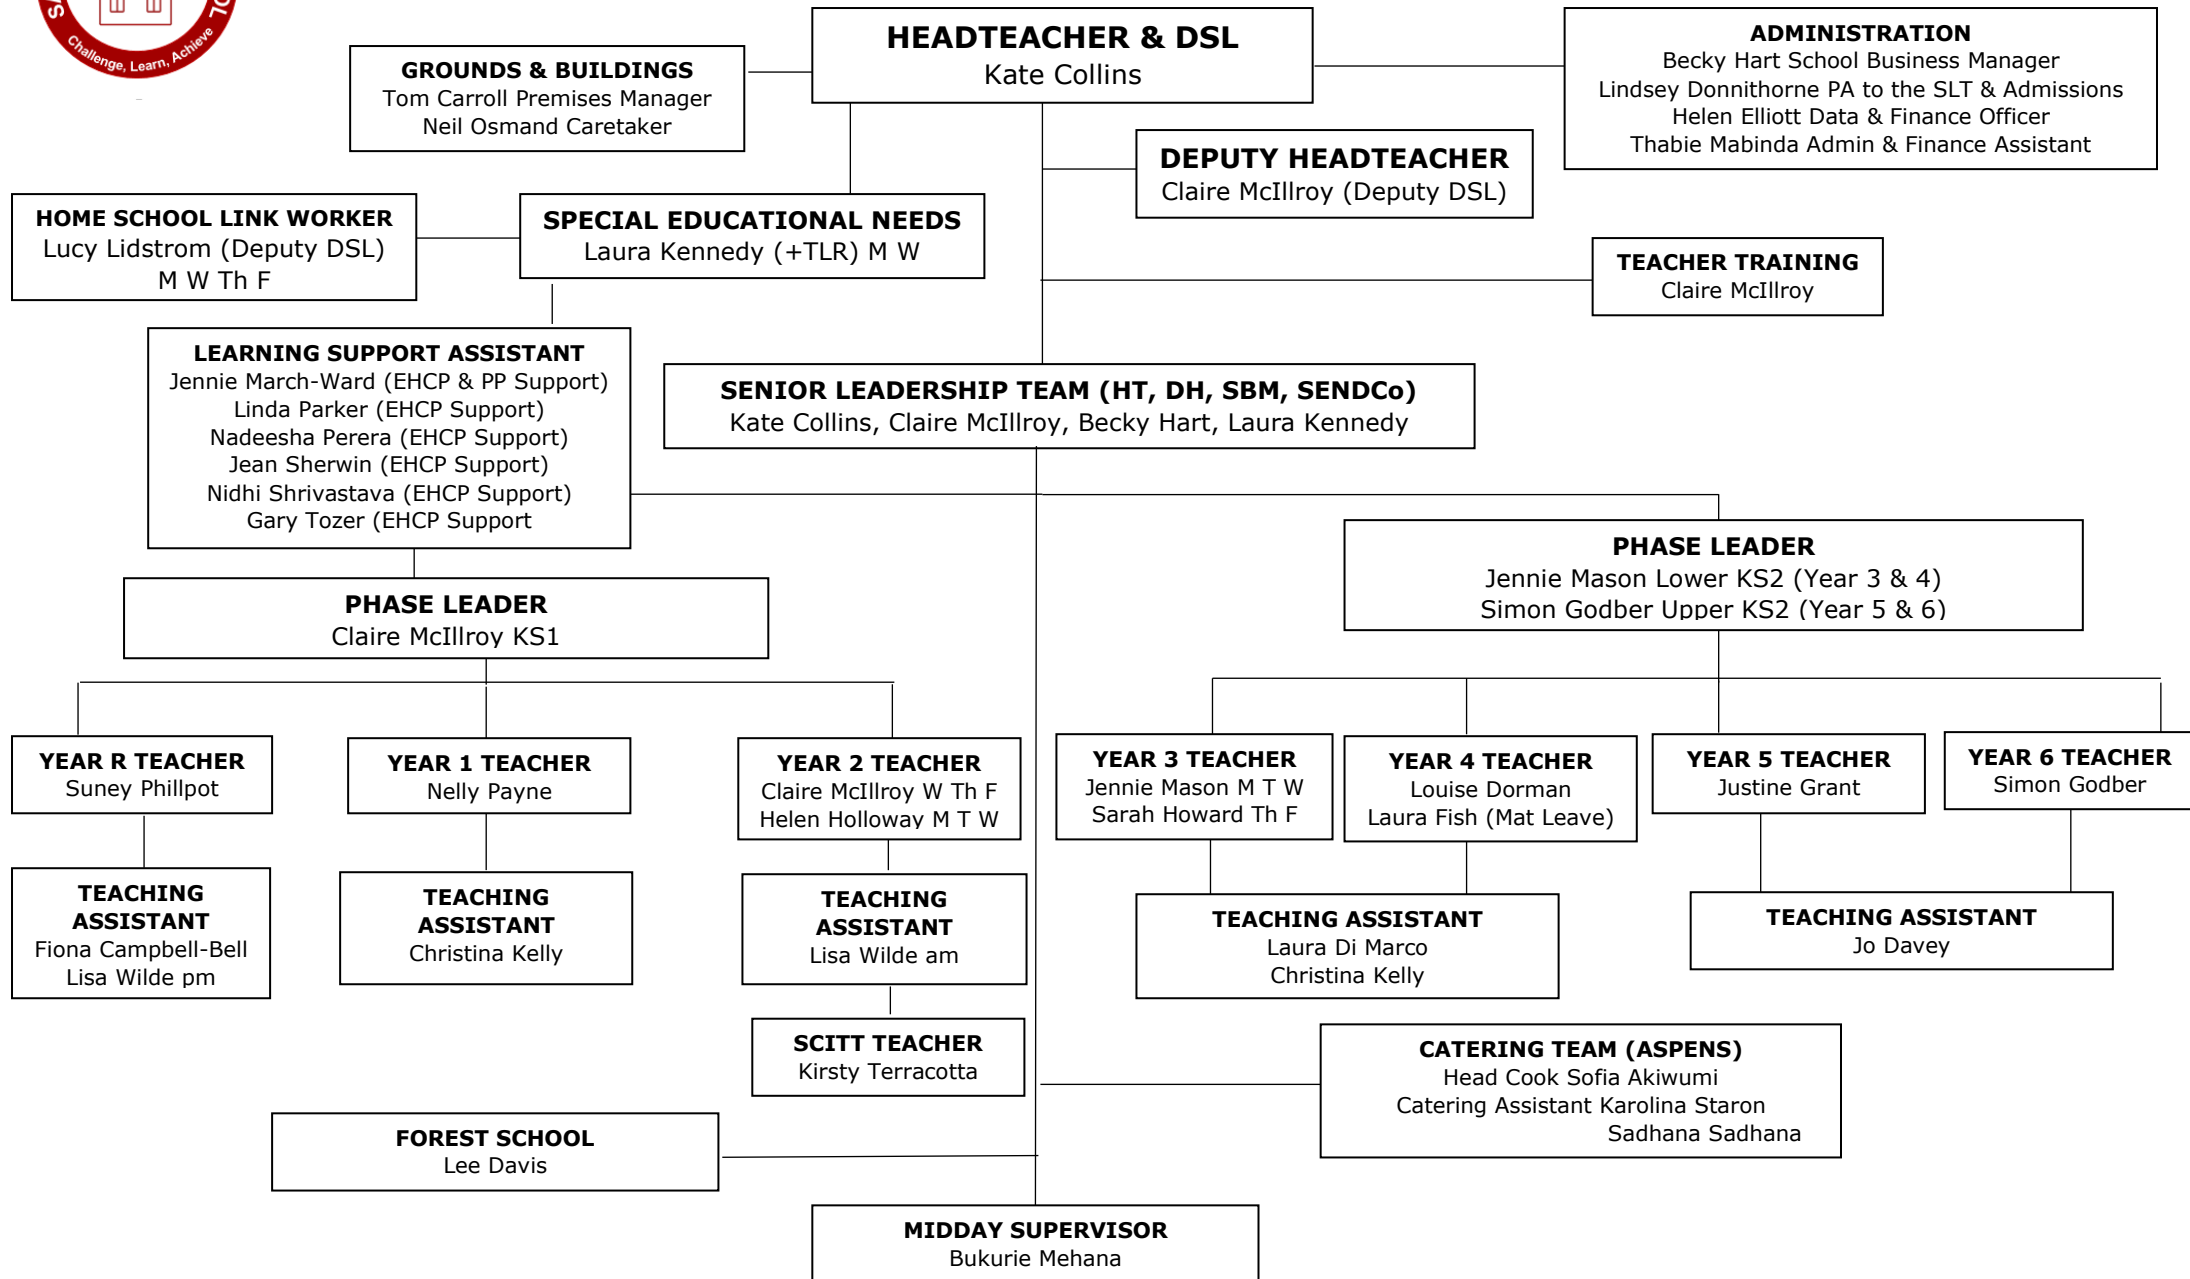 Challenge, Learn, Achieve
HEADTEACHER & DSL
Kate Collins
GROUNDS & BUILDINGS
Tom Carroll Premises Manager
Neil Osmand Caretaker
ADMINISTRATION
Becky Hart School Business Manager
Lindsey Donnithorne PA to the SLT & Admissions
Helen Elliott Data & Finance Officer
Thabie Mabinda Admin & Finance Assistant
DEPUTY HEADTEACHER
Claire McIllroy (Deputy DSL)
HOME SCHOOL LINK WORKER
Lucy Lidstrom (Deputy DSL)
M W Th F
SPECIAL EDUCATIONAL NEEDS
Laura Kennedy (+TLR) M W
TEACHER TRAINING
Claire McIllroy
LEARNING SUPPORT ASSISTANT
Jennie March-Ward (EHCP & PP Support)
Linda Parker (EHCP Support)
Nadeesha Perera (EHCP Support)
Jean Sherwin (EHCP Support)
Nidhi Shrivastava (EHCP Support)
Gary Tozer (EHCP Support
SENIOR LEADERSHIP TEAM (HT, DH, SBM, SENDCo)
Kate Collins, Claire McIllroy, Becky Hart, Laura Kennedy
PHASE LEADER
Claire McIllroy KS1
PHASE LEADER
Jennie Mason Lower KS2 (Year 3 & 4)
Simon Godber Upper KS2 (Year 5 & 6)
YEAR R TEACHER
Suney Phillpot
YEAR 1 TEACHER
Nelly Payne
YEAR 2 TEACHER
Claire McIllroy W Th F
Helen Holloway M T W
YEAR 3 TEACHER
Jennie Mason M T W
Sarah Howard Th F
YEAR 4 TEACHER
Louise Dorman
Laura Fish (Mat Leave)
YEAR 5 TEACHER
Justine Grant
YEAR 6 TEACHER
Simon Godber
TEACHING
ASSISTANT
Fiona Campbell-Bell
Lisa Wilde pm
TEACHING
ASSISTANT
Christina Kelly
TEACHING
ASSISTANT
Lisa Wilde am
TEACHING ASSISTANT
Laura Di Marco
Christina Kelly
TEACHING ASSISTANT
Jo Davey
SCITT TEACHER
Kirsty Terracotta
CATERING TEAM (ASPENS)
Head Cook Sofia Akiwumi
Catering Assistant Karolina Staron
Sadhana Sadhana
FOREST SCHOOL
Lee Davis
MIDDAY SUPERVISOR
Bukurie Mehana